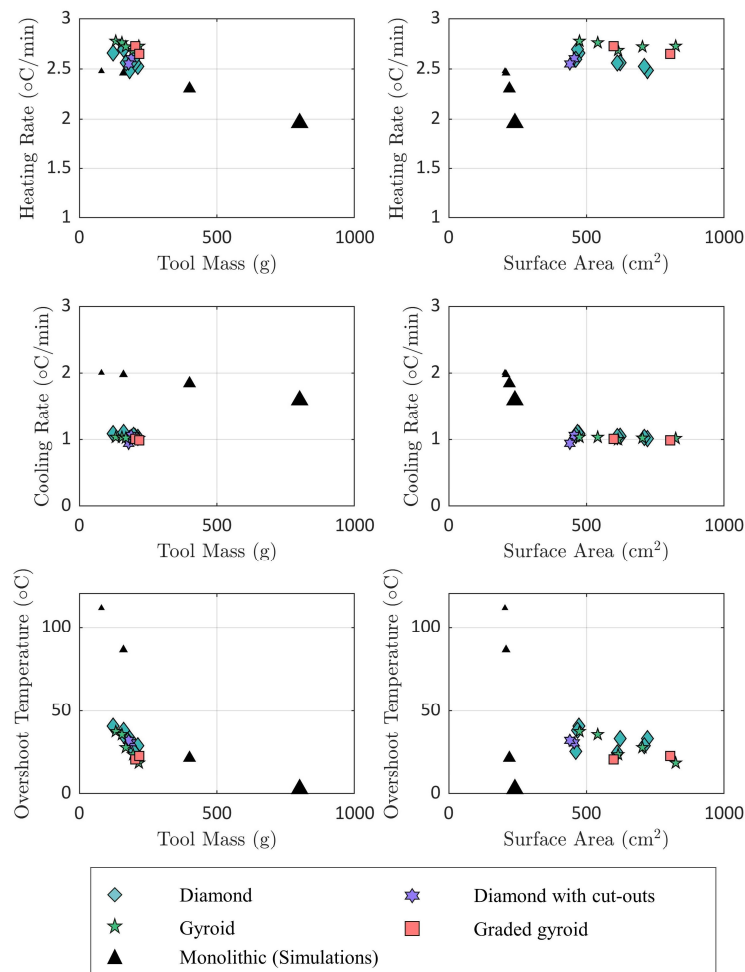 3
3
2.5
2.5
2
2
1.5
1.5
1
1
0
500
1000
0
500
1000
Heating Rate (∘C/min)
Tool Mass (g)
Heating Rate (∘C/min)
Surface Area (cm²)
3
3
2
2
1
1
0
0
0
500
1000
0
500
1000
Cooling Rate (∘C/min)
Tool Mass (g)
Cooling Rate (∘C/min)
Surface Area (cm²)
100
100
50
50
0
0
0
500
1000
0
500
1000
Overshoot Temperature (∘C)
Tool Mass (g)
Overshoot Temperature (∘C)
Surface Area (cm²)
Diamond
Diamond with cut-outs
Gyroid
Graded gyroid
Monolithic (Simulations)